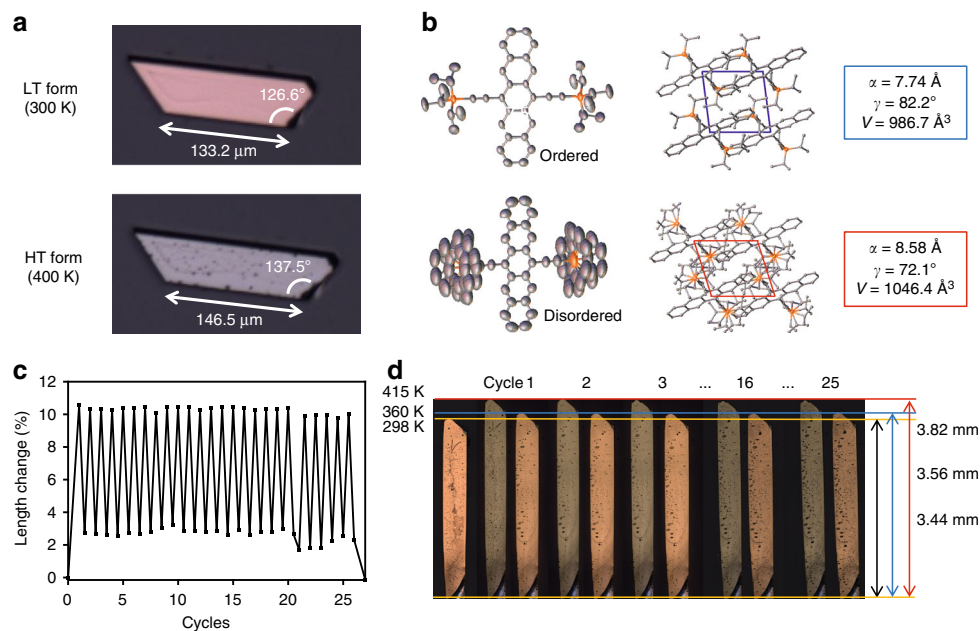 a
LT form
(300 K)
126.6°
133.2 µm
HT form
(400 K)
137.5°
146.5 µm
b
Ordered
α = 7.74 Å
γ = 82.2°
V = 986.7 Å³
Disordered
α = 8.58 Å
γ = 72.1°
V = 1046.4 Å³
c
Length change (%)
12
10
8
6
4
2
0
0 5 10 15 20 25
Cycles
d
Cycle 1 2 3 ... 16 ... 25
415 K
360 K
298 K
3.82 mm
3.56 mm
3.44 mm